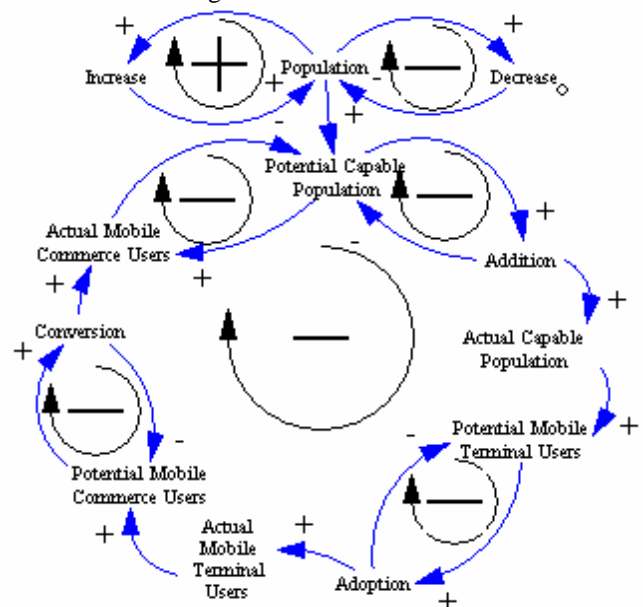 Increase
Population
Decrease
Potential Capable
Population
Actual Mobile
Commerce Users
Addition
Conversion
Actual Capable
Population
Potential Mobile
Terminal Users
Potential Mobile
Commerce Users
Actual
Mobile
Terminal
Users
Adoption